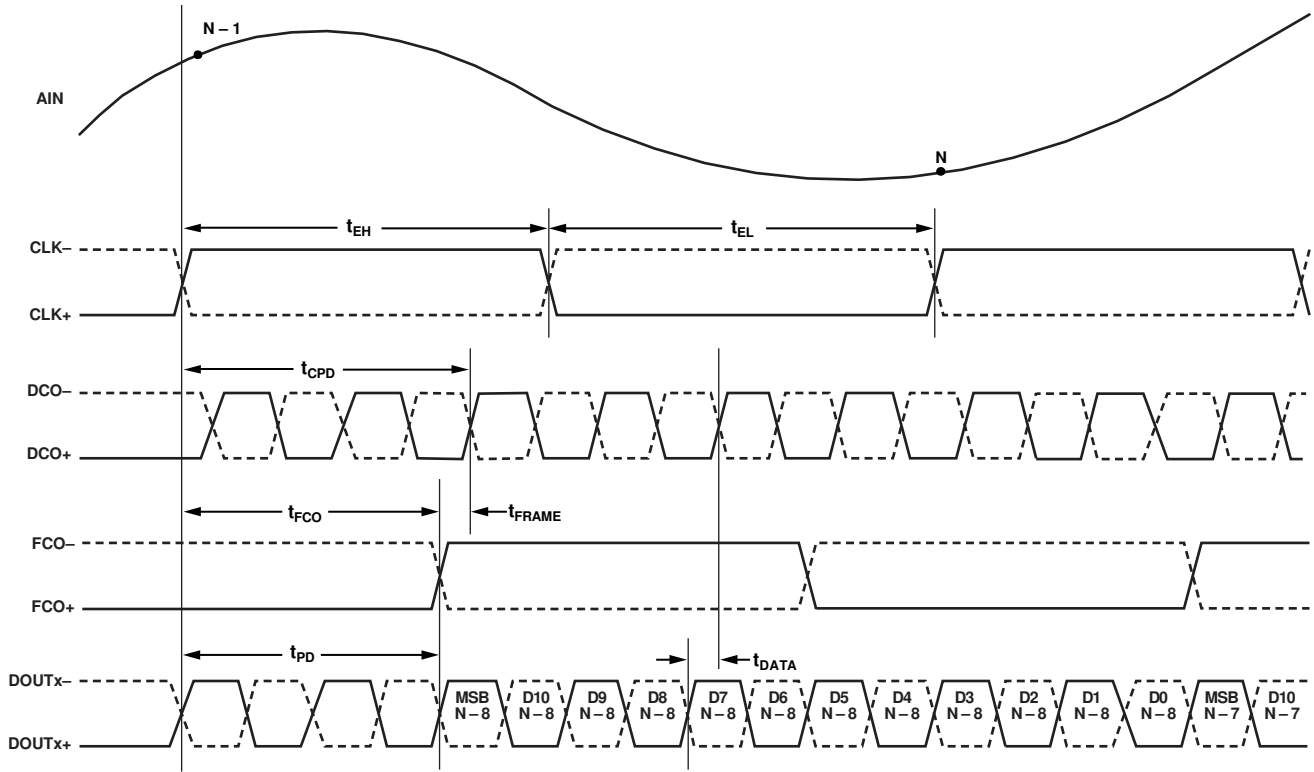 N – 1
AIN
N
tEH
tEL
CLK–
CLK+
tCPD
DCO–
DCO+
tFCO
tFRAME
FCO–
FCO+
tPD
tDATA
DOUTx–
MSB D10 D9 D8 D7 D6 D5 D4 D3 D2 D1 D0 MSB D10
N – 8 N – 8 N – 8 N – 8 N – 8 N – 8 N – 8 N – 8 N – 8 N – 8 N – 8 N – 8 N – 7 N – 7
DOUTx+